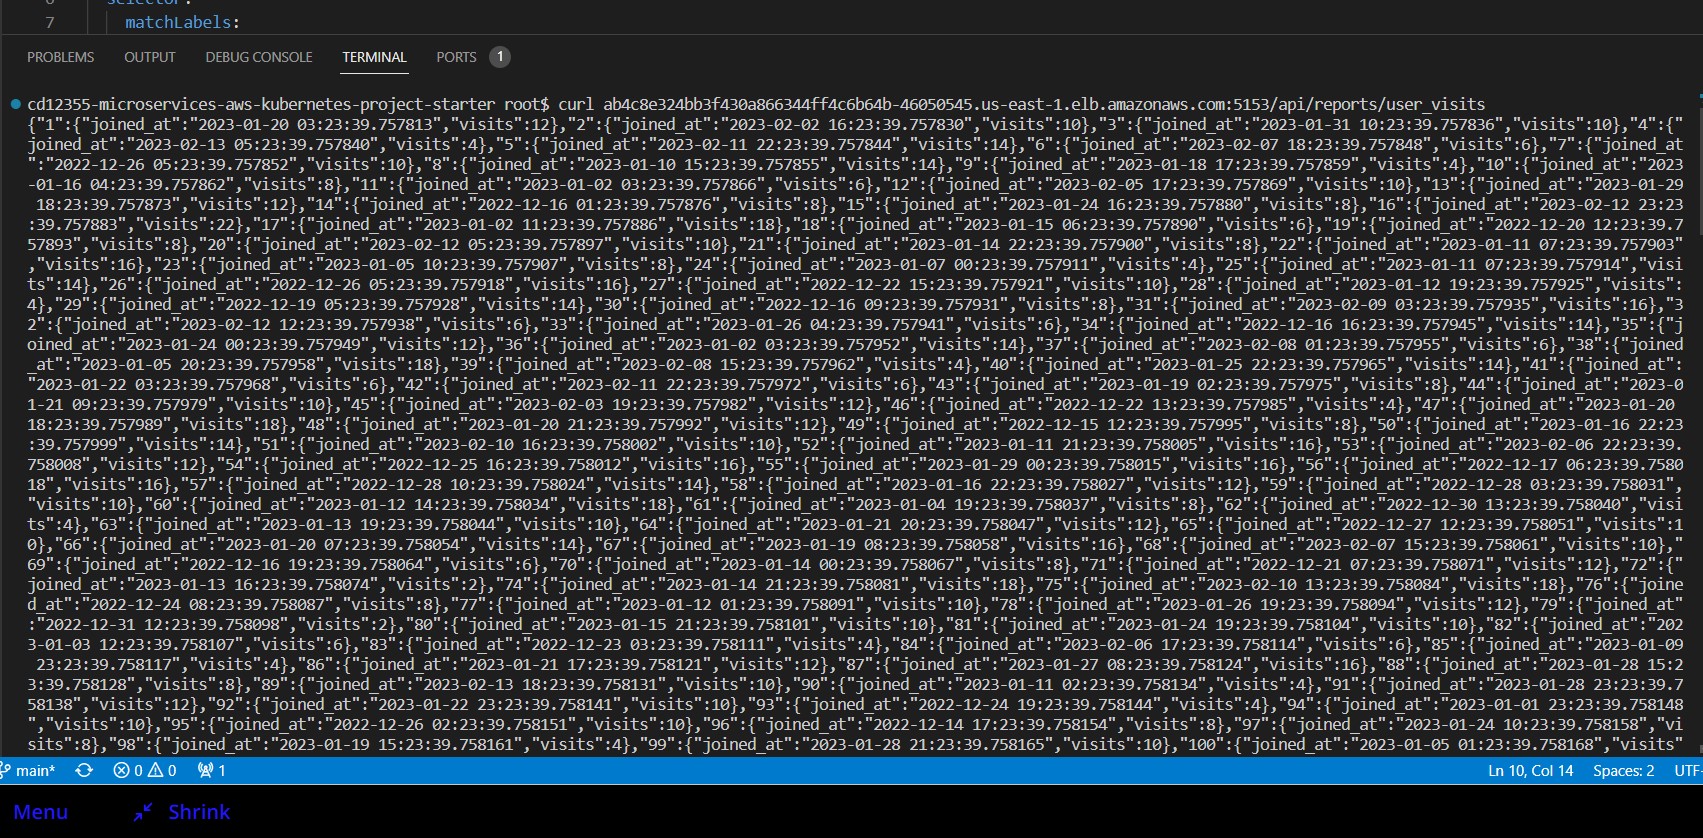 selector:
7 matchLabels:
PROBLEMS OUTPUT DEBUG CONSOLE TERMINAL PORTS 1
cd12355-microservices-aws-kubernetes-project-starter root$ curl ab4c8e324bb3f430a866344ff4c6b64b-46050545.us-east-1.elb.amazonaws.com:5153/api/reports/user_visits
{"1":{"joined_at":"2023-01-20 03:23:39.757813","visits":12},"2":{"joined_at":"2023-02-02 16:23:39.757830","visits":10},"3":{"joined_at":"2023-01-31 10:23:39.757836","visits":10},"4":{"
joined_at":"2023-02-13 05:23:39.757840","visits":4},"5":{"joined_at":"2023-02-11 22:23:39.757844","visits":14},"6":{"joined_at":"2023-02-07 18:23:39.757848","visits":6},"7":{"joined_at
":"2022-12-26 05:23:39.757852","visits":10},"8":{"joined_at":"2023-01-10 15:23:39.757855","visits":14},"9":{"joined_at":"2023-01-18 17:23:39.757859","visits":4},"10":{"joined_at":"2023
-01-16 04:23:39.757862","visits":8},"11":{"joined_at":"2023-01-02 03:23:39.757866","visits":6},"12":{"joined_at":"2023-02-05 17:23:39.757869","visits":10},"13":{"joined_at":"2023-01-29
 18:23:39.757873","visits":12},"14":{"joined_at":"2022-12-16 01:23:39.757876","visits":8},"15":{"joined_at":"2023-01-24 16:23:39.757880","visits":8},"16":{"joined_at":"2023-02-12 23:23
:39.757883","visits":22},"17":{"joined_at":"2023-01-02 11:23:39.757886","visits":18},"18":{"joined_at":"2023-01-15 06:23:39.757890","visits":6},"19":{"joined_at":"2022-12-20 12:23:39.7
57893","visits":8},"20":{"joined_at":"2023-02-12 05:23:39.757897","visits":10},"21":{"joined_at":"2023-01-14 22:23:39.757900","visits":8},"22":{"joined_at":"2023-01-11 07:23:39.757903"
,"visits":16},"23":{"joined_at":"2023-01-05 10:23:39.757907","visits":8},"24":{"joined_at":"2023-01-07 00:23:39.757911","visits":4},"25":{"joined_at":"2023-01-11 07:23:39.757914","visi
ts":14},"26":{"joined_at":"2022-12-26 05:23:39.757918","visits":16},"27":{"joined_at":"2022-12-22 15:23:39.757921","visits":10},"28":{"joined_at":"2023-01-12 19:23:39.757925","visits":
4},"29":{"joined_at":"2022-12-19 05:23:39.757928","visits":14},"30":{"joined_at":"2022-12-16 09:23:39.757931","visits":8},"31":{"joined_at":"2023-02-09 03:23:39.757935","visits":16},"3
2":{"joined_at":"2023-02-12 12:23:39.757938","visits":6},"33":{"joined_at":"2023-01-26 04:23:39.757941","visits":6},"34":{"joined_at":"2022-12-16 16:23:39.757945","visits":14},"35":{"j
oined_at":"2023-01-24 00:23:39.757949","visits":12},"36":{"joined_at":"2023-01-02 03:23:39.757952","visits":14},"37":{"joined_at":"2023-02-08 01:23:39.757955","visits":6},"38":{"joined
_at":"2023-01-05 20:23:39.757958","visits":18},"39":{"joined_at":"2023-02-08 15:23:39.757962","visits":4},"40":{"joined_at":"2023-01-25 22:23:39.757965","visits":14},"41":{"joined_at":
"2023-01-22 03:23:39.757968","visits":6},"42":{"joined_at":"2023-02-11 22:23:39.757972","visits":6},"43":{"joined_at":"2023-01-19 02:23:39.757975","visits":8},"44":{"joined_at":"2023-0
1-21 09:23:39.757979","visits":10},"45":{"joined_at":"2023-02-03 19:23:39.757982","visits":12},"46":{"joined_at":"2022-12-22 13:23:39.757985","visits":4},"47":{"joined_at":"2023-01-20 
18:23:39.757989","visits":18},"48":{"joined_at":"2023-01-20 21:23:39.757992","visits":12},"49":{"joined_at":"2022-12-15 12:23:39.757995","visits":8},"50":{"joined_at":"2023-01-16 22:23
:39.757999","visits":14},"51":{"joined_at":"2023-02-10 16:23:39.758002","visits":10},"52":{"joined_at":"2023-01-11 21:23:39.758005","visits":16},"53":{"joined_at":"2023-02-06 22:23:39.
758008","visits":12},"54":{"joined_at":"2022-12-25 16:23:39.758012","visits":16},"55":{"joined_at":"2023-01-29 00:23:39.758015","visits":16},"56":{"joined_at":"2022-12-17 06:23:39.7580
18","visits":16},"57":{"joined_at":"2022-12-28 10:23:39.758024","visits":14},"58":{"joined_at":"2023-01-16 22:23:39.758027","visits":12},"59":{"joined_at":"2022-12-28 03:23:39.758031",
"visits":10},"60":{"joined_at":"2023-01-12 14:23:39.758034","visits":18},"61":{"joined_at":"2023-01-04 19:23:39.758037","visits":8},"62":{"joined_at":"2022-12-30 13:23:39.758040","visi
ts":4},"63":{"joined_at":"2023-01-13 19:23:39.758044","visits":10},"64":{"joined_at":"2023-01-21 20:23:39.758047","visits":12},"65":{"joined_at":"2022-12-27 12:23:39.758051","visits":1
0},"66":{"joined_at":"2023-01-20 07:23:39.758054","visits":14},"67":{"joined_at":"2023-01-19 08:23:39.758058","visits":16},"68":{"joined_at":"2023-02-07 15:23:39.758061","visits":10},"
69":{"joined_at":"2022-12-16 19:23:39.758064","visits":6},"70":{"joined_at":"2023-01-14 00:23:39.758067","visits":8},"71":{"joined_at":"2022-12-21 07:23:39.758071","visits":12},"72":{"
joined_at":"2023-01-13 16:23:39.758074","visits":2},"74":{"joined_at":"2023-01-14 21:23:39.758081","visits":18},"75":{"joined_at":"2023-02-10 13:23:39.758084","visits":18},"76":{"joine
d_at":"2022-12-24 08:23:39.758087","visits":8},"77":{"joined_at":"2023-01-12 01:23:39.758091","visits":10},"78":{"joined_at":"2023-01-26 19:23:39.758094","visits":12},"79":{"joined_at"
:"2022-12-31 12:23:39.758098","visits":2},"80":{"joined_at":"2023-01-15 21:23:39.758101","visits":10},"81":{"joined_at":"2023-01-24 19:23:39.758104","visits":10},"82":{"joined_at":"202
3-01-03 12:23:39.758107","visits":6},"83":{"joined_at":"2022-12-23 03:23:39.758111","visits":4},"84":{"joined_at":"2023-02-06 17:23:39.758114","visits":6},"85":{"joined_at":"2023-01-09
 23:23:39.758117","visits":4},"86":{"joined_at":"2023-01-21 17:23:39.758121","visits":12},"87":{"joined_at":"2023-01-27 08:23:39.758124","visits":16},"88":{"joined_at":"2023-01-28 15:2
3:39.758128","visits":8},"89":{"joined_at":"2023-02-13 18:23:39.758131","visits":10},"90":{"joined_at":"2023-01-11 02:23:39.758134","visits":4},"91":{"joined_at":"2023-01-28 23:23:39.7
58138","visits":12},"92":{"joined_at":"2023-01-22 23:23:39.758141","visits":10},"93":{"joined_at":"2022-12-24 19:23:39.758144","visits":4},"94":{"joined_at":"2023-01-01 23:23:39.758148
","visits":10},"95":{"joined_at":"2022-12-26 02:23:39.758151","visits":10},"96":{"joined_at":"2022-12-14 17:23:39.758154","visits":8},"97":{"joined_at":"2023-01-24 10:23:39.758158","vi
sits":8},"98":{"joined_at":"2023-01-19 15:23:39.758161","visits":4},"99":{"joined_at":"2023-01-28 21:23:39.758165","visits":10},"100":{"joined_at":"2023-01-05 01:23:39.758168","visits"
main* 0 0 1 Ln 10, Col 14 Spaces: 2 UTF-
Menu Shrink